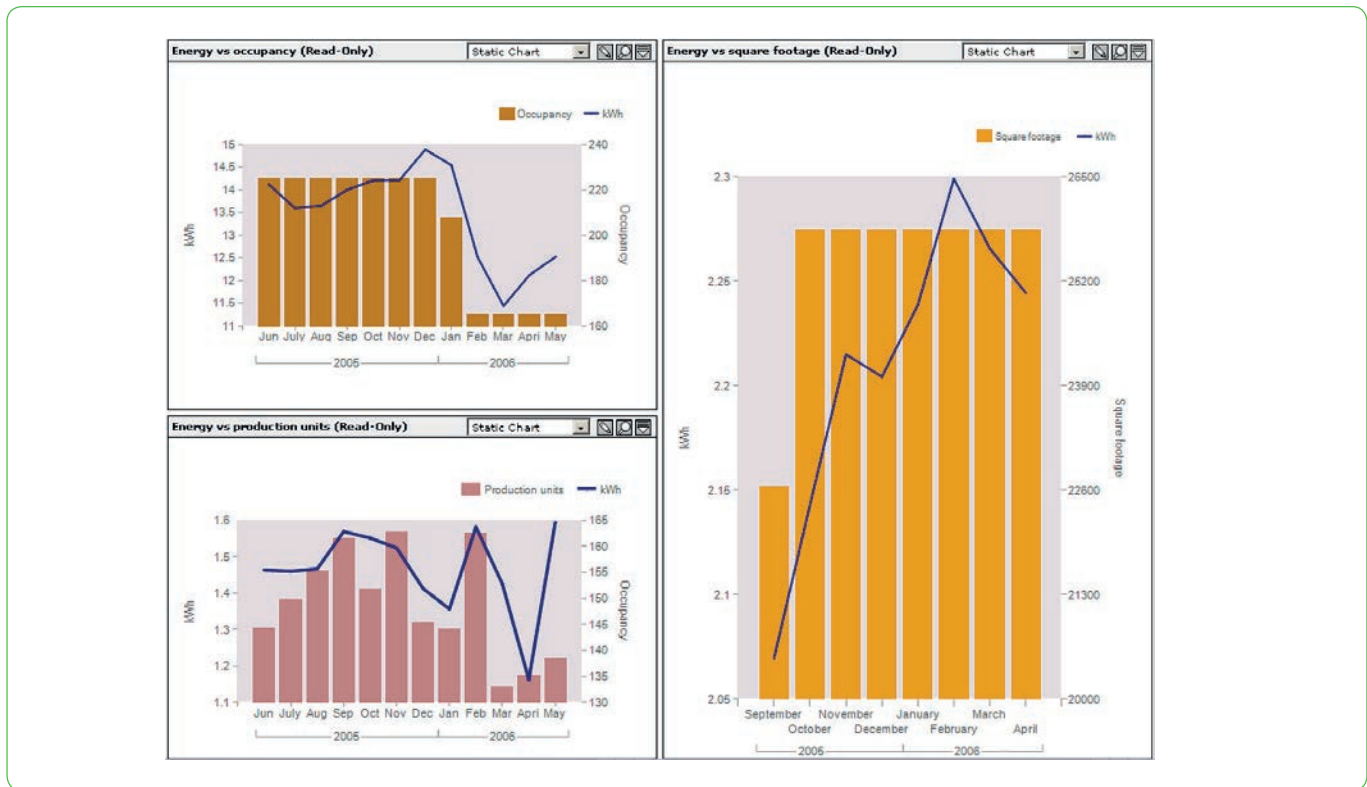 Energy vs occupancy (Read-Only)
Static Chart
Occupancy
kWh
15
14.5
14
13.5
13
12.5
12
11.5
11
kWh
240
220
200
180
160
Occupancy
Jun July Aug Sep Oct Nov Dec Jan Feb Mar Apri May
2005 2006
Energy vs production units (Read-Only)
Static Chart
Production units
kWh
1.6
1.5
1.4
1.3
1.2
1.1
kWh
165
160
155
150
145
140
135
130
Occupancy
Jun July Aug Sep Oct Nov Dec Jan Feb Mar Apri May
2005 2006
Energy vs square footage (Read-Only)
Static Chart
Square footage
kWh
2.3
2.26
2.2
2.15
2.1
2.05
kWh
26500
26200
23900
22600
21300
20000
Square footage
September November January March
October December February April
2005 2006